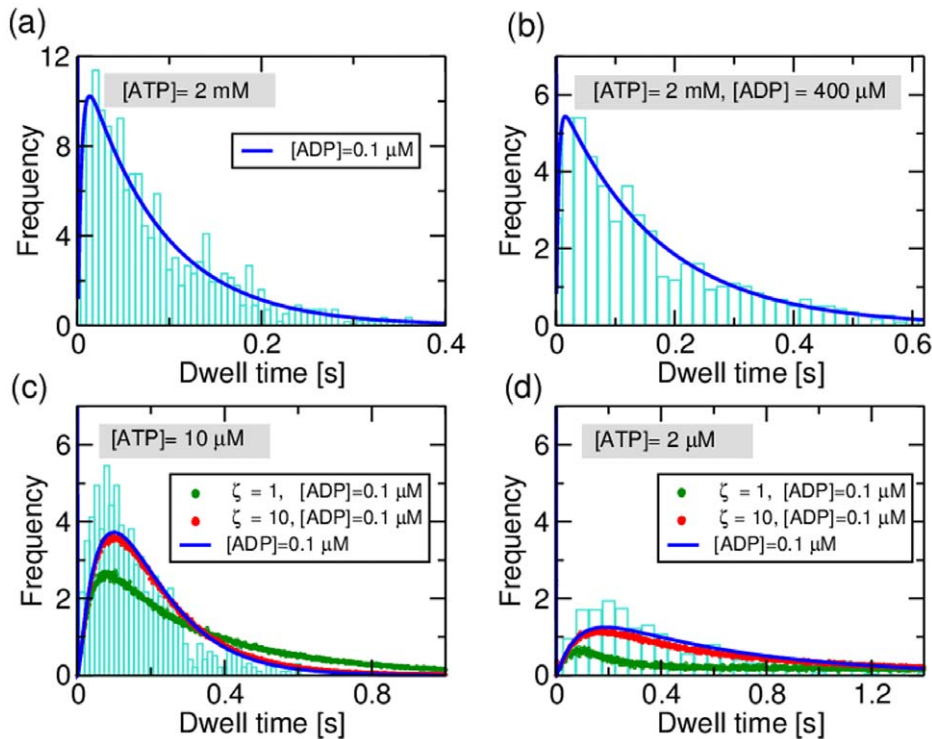 (a)
12
8
4
0
Frequency
[ATP]= 2 mM
[ADP]=0.1 μM
0
0.2
0.4
Dwell time [s]
(b)
6
4
2
0
Frequency
[ATP]= 2 mM, [ADP] = 400 μM
0
0.2
0.4
0.6
Dwell time [s]
(c)
6
4
2
0
Frequency
[ATP]= 10 μM
ζ = 1, [ADP]=0.1 μM
ζ = 10, [ADP]=0.1 μM
[ADP]=0.1 μM
0
0.4
0.8
Dwell time [s]
(d)
6
4
2
0
Frequency
[ATP]= 2 μM
ζ = 1, [ADP]=0.1 μM
ζ = 10, [ADP]=0.1 μM
[ADP]=0.1 μM
0
0.4
0.8
1.2
Dwell time [s]